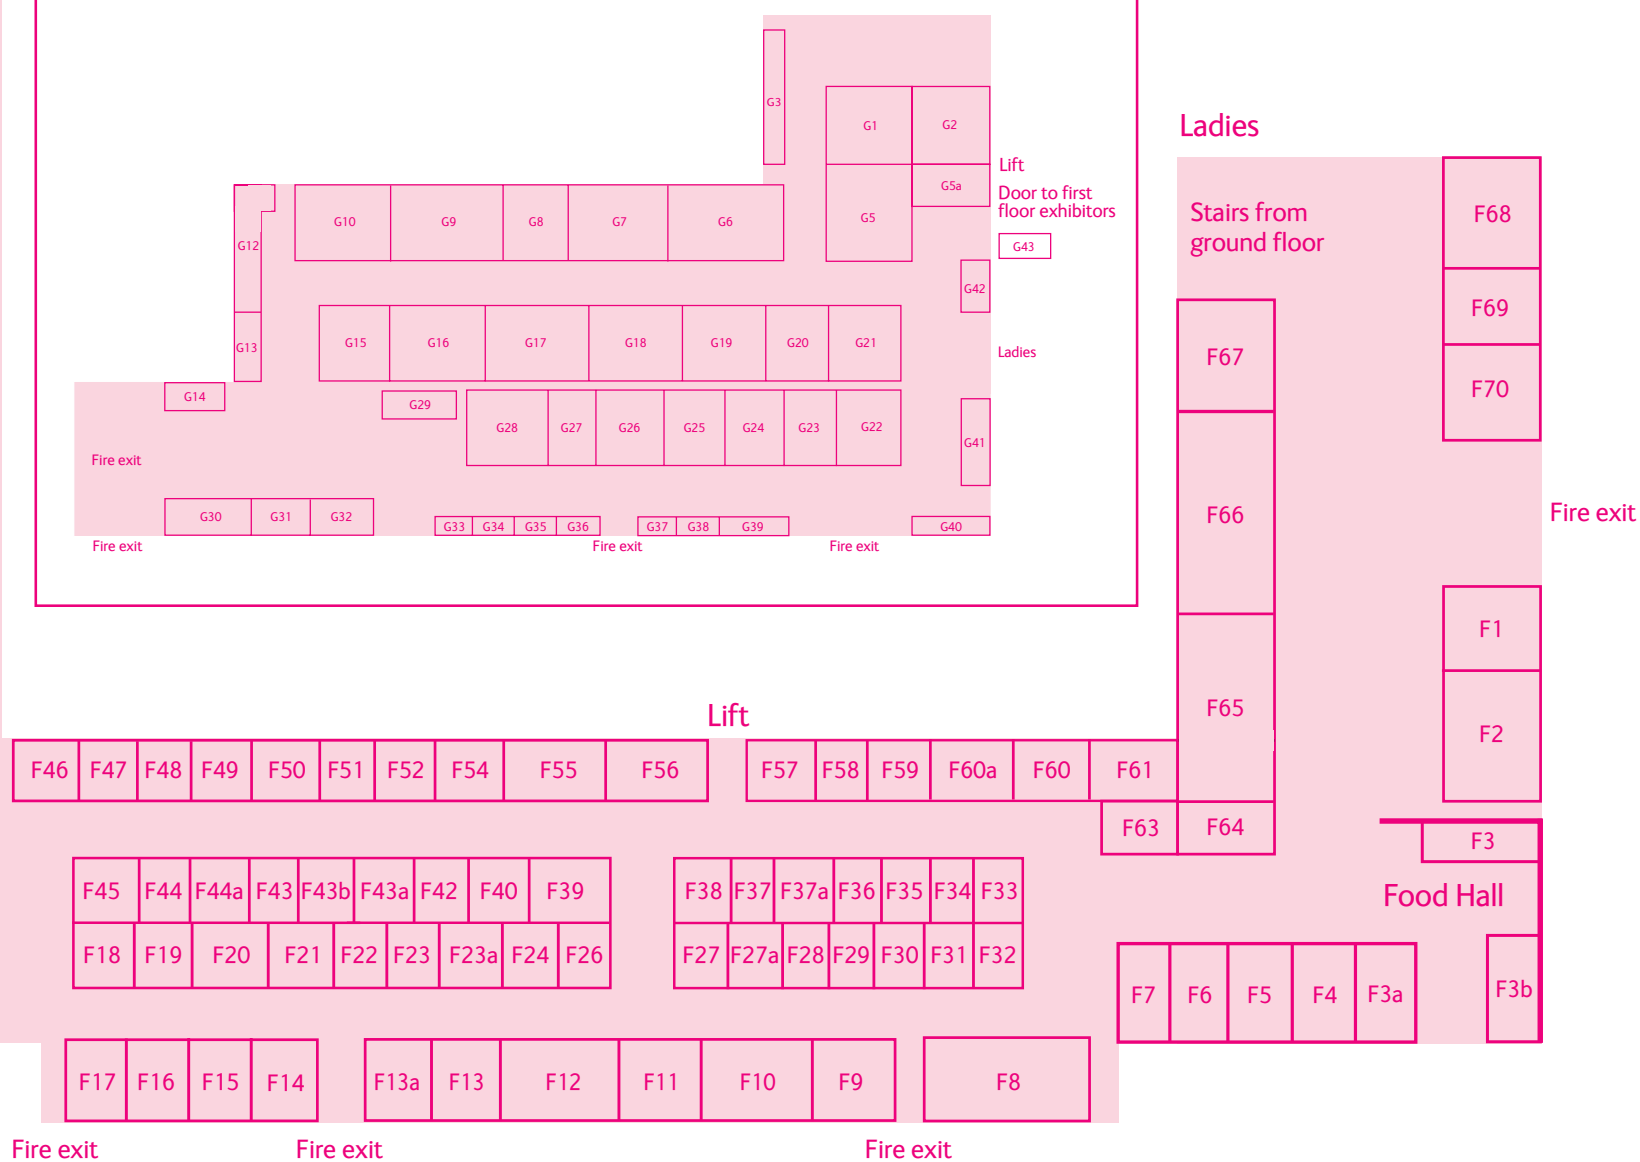 G3
G1
G2
Lift
G5a
Door to first
floor exhibitors
G5
G43
G10
G9
G8
G7
G6
G12
G42
G13
G15
G16
G17
G18
G19
G20
G21
Ladies
G14
G29
G28
G27
G26
G25
G24
G23
G22
G41
Fire exit
G30
G31
G32
G33
G34
G35
G36
G37
G38
G39
G40
Fire exit
Fire exit
Fire exit
Ladies
Stairs from
ground floor
F68
F69
F67
F70
F66
Fire exit
F1
F65
F2
Lift
F46
F47
F48
F49
F50
F51
F52
F54
F55
F56
F57
F58
F59
F60a
F60
F61
F63
F64
F3
Food Hall
F45
F44
F44a
F43
F43b
F43a
F42
F40
F39
F38
F37
F37a
F36
F35
F34
F33
F18
F19
F20
F21
F22
F23
F23a
F24
F26
F27
F27a
F28
F29
F30
F31
F32
F7
F6
F5
F4
F3a
F3b
F17
F16
F15
F14
F13a
F13
F12
F11
F10
F9
F8
Fire exit
Fire exit
Fire exit